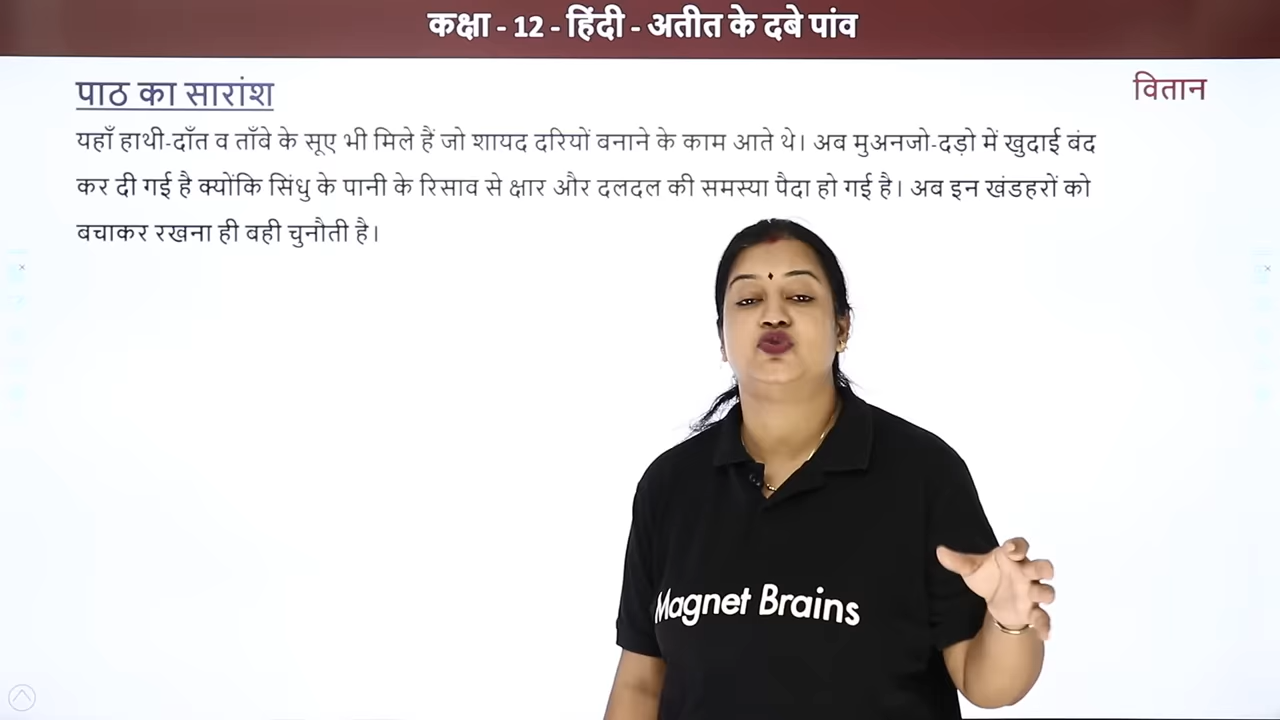 कक्षा - 12 - हिंदी - अतीत के दबे पांव
पाठ का सारांश
वितान
यहाँ हाथी-दाँत व ताँबे के सूए भी मिले हैं जो शायद दरियों बनाने के काम आते थे। अब मुअनजो-दड़ो में खुदाई बंद
कर दी गई है क्योंकि सिंधु के पानी के रिसाव से क्षार और दलदल की समस्या पैदा हो गई है। अब इन खंडहरों को
बचाकर रखना ही वही चुनौती है।
Magnet Brains